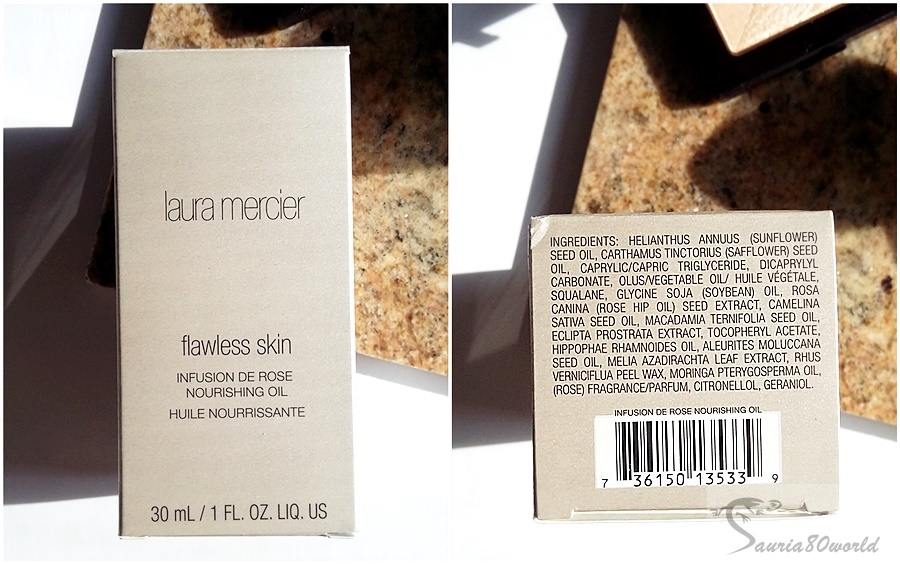 laura mercier
flawless skin
INFUSION DE ROSE
NOURISHING OIL
HUILE NOURRISSANTE
30 mL / 1 FL. OZ. LIQ. US
INGREDIENTS: HELIANTHUS ANNUUS (SUNFLOWER)
SEED OIL, CARTHAMUS TINCTORIUS (SAFFLOWER) SEED
OIL, CAPRYLIC/CAPRIC TRIGLYCERIDE, DICAPRYLYL
CARBONATE, OLUS/VEGETABLE OIL/ HUILE VÉGÉTALE,
SQUALANE, GLYCINE SOJA (SOYBEAN) OIL, ROSA
CANINA (ROSE HIP OIL) SEED EXTRACT, CAMELINA
SATIVA SEED OIL, MACADAMIA TERNIFOLIA SEED OIL,
ECLIPTA PROSTRATA EXTRACT, TOCOPHERYL ACETATE,
HIPPOPHAE RHAMNOIDES OIL, ALEURITES MOLUCCANA
SEED OIL, MELIA AZADIRACHTA LEAF EXTRACT, RHUS
VERNICIFLUA PEEL WAX, MORINGA PTERYGOSPERMA OIL,
(ROSE) FRAGRANCE/PARFUM, CITRONELLOL, GERANIOL.
INFUSION DE ROSE NOURISHING OIL
7 36150 13533 9
Sauria80world